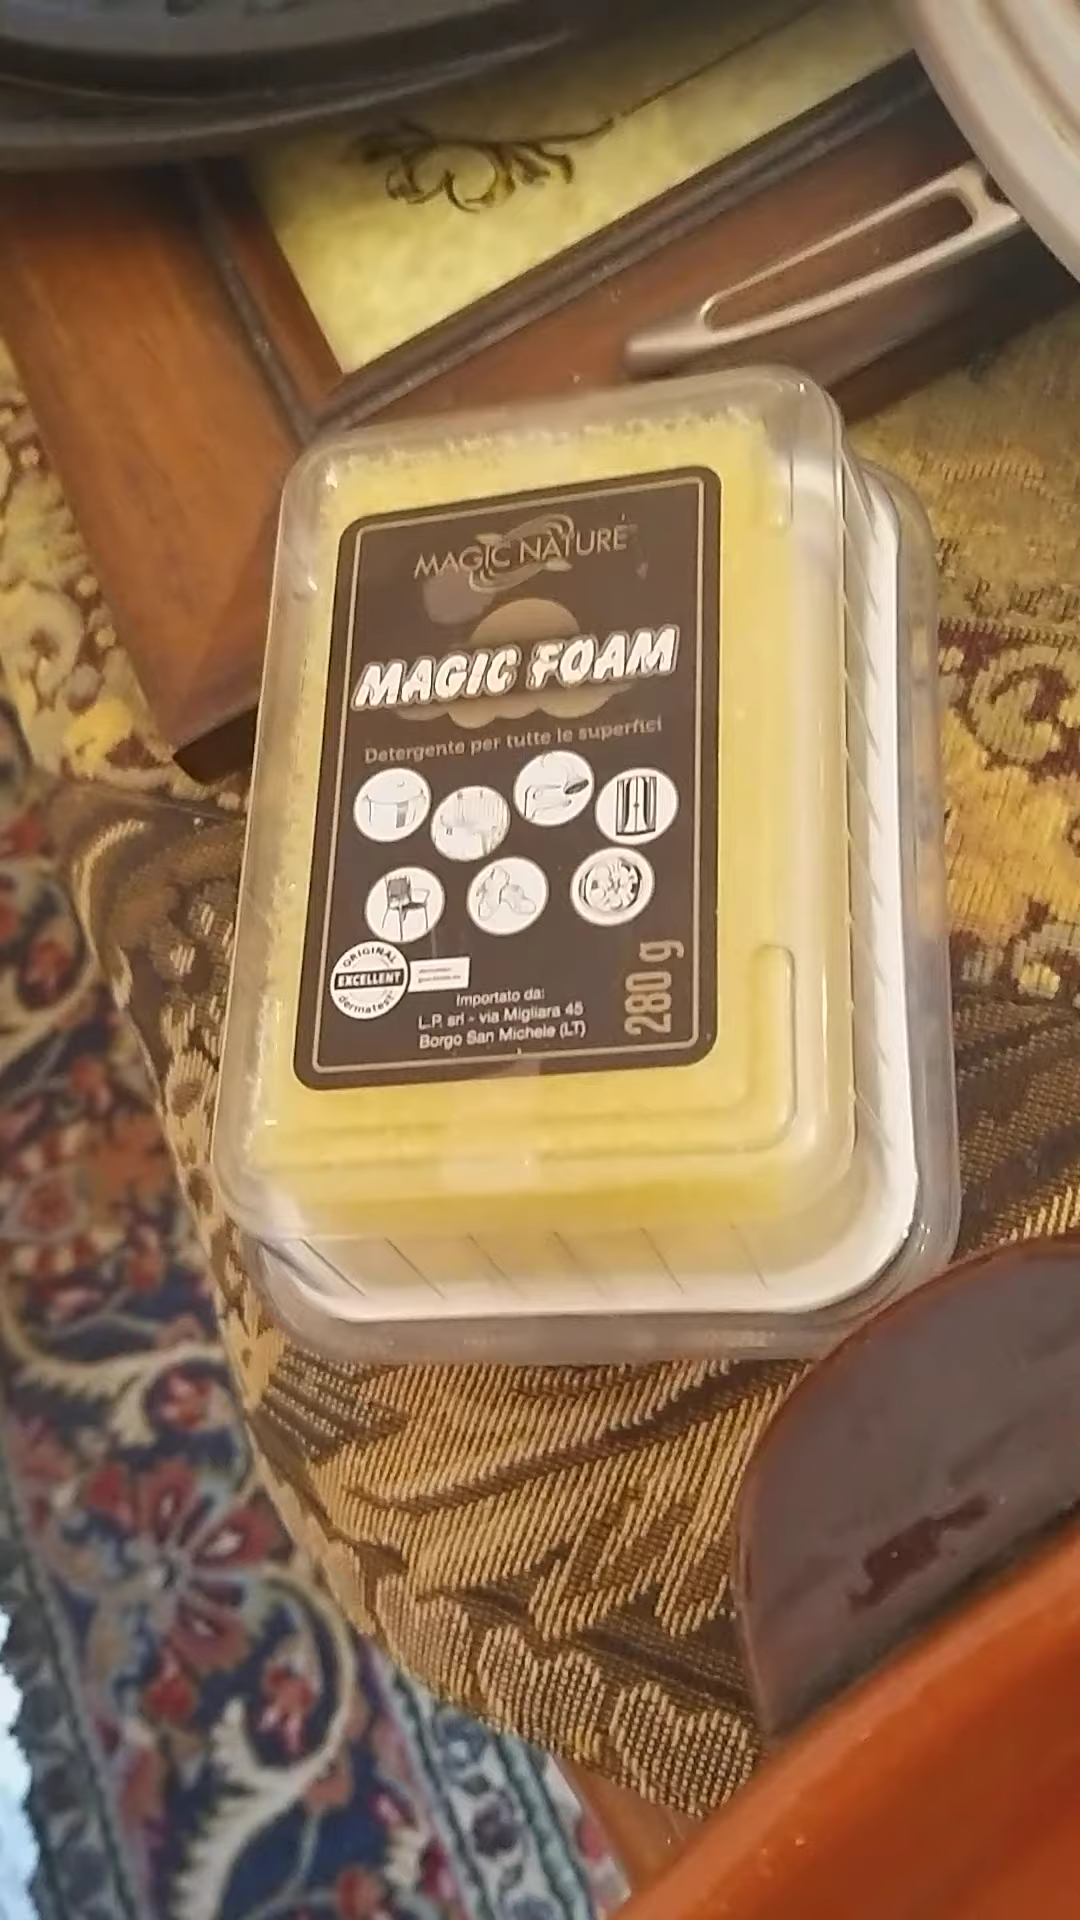 MAGIC NATURE
MAGIC FOAM
Detergente per tutte le superfici
ORIGINAL
EXCELLENT
dermatest
280 g
Importato da:
L.P. srl - via Migliara 45
Borgo San Michele (LT)